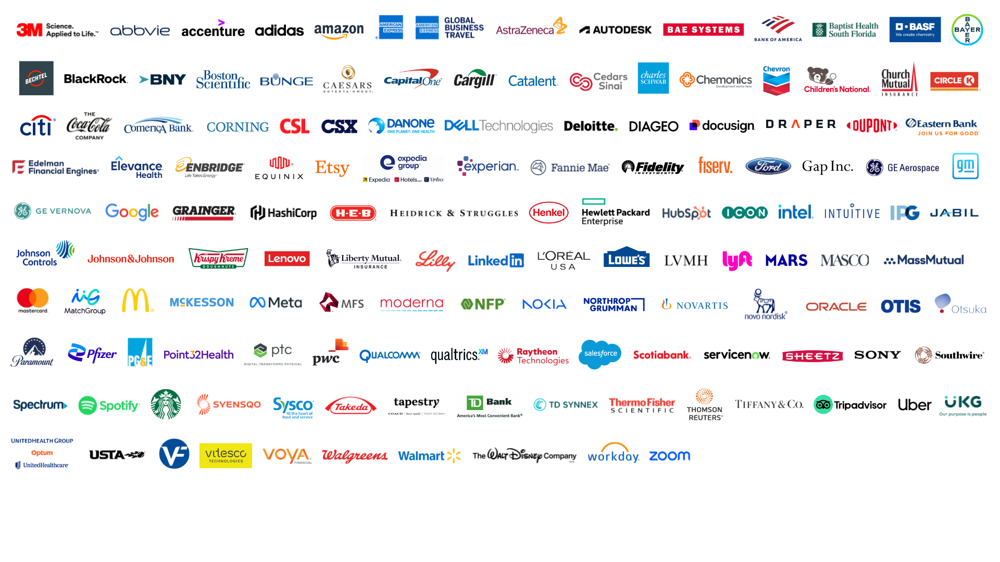 3M Science. Applied to Life.™ abbvie accenture adidas amazon AMERICAN EXPRESS AMERICAN EXPRESS GLOBAL BUSINESS TRAVEL AstraZeneca AUTODESK BAE SYSTEMS BANK OF AMERICA Baptist Health South Florida BASF We create chemistry BAYER BAYER
BECHTEL BlackRock. BNY Boston Scientific BUNGE CAESARS ENTERTAINMENT. Capital One® Cargill Catalent. Cedars Sinai charles SCHWAB Chemonics Development works here. Chevron Children's National. Church Mutual INSURANCE CIRCLE K
citi® THE Coca-Cola COMPANY COMERICA BANK. CORNING CSL CSX DANONE ONE PLANET. ONE HEALTH DELL Technologies Deloitte. DIAGEO docusign DRAPER DUPONT Eastern Bank JOIN US FOR GOOD
Edelman Financial Engines® Elevance Health ENBRIDGE Life Takes Energy EQUINIX Etsy expedia group Expedia Hotels.com Vrbo experian. Fannie Mae Fidelity INVESTMENTS fiserv. Ford Gap Inc. GE GE Aerospace gm
GE GE VERNOVA Google GRAINGER HashiCorp H-E-B HEIDRICK & STRUGGLES Henkel Hewlett Packard Enterprise HubSpot ICON intel. INTUITIVE IPG JABIL
Johnson Controls Johnson&Johnson Krispy Kreme DOUGHNUTS Lenovo Liberty Mutual. INSURANCE Lilly LinkedIn L'ORÉAL USA LOWE'S LVMH lyft MARS MASCO MassMutual
mastercard. MG MatchGroup M MCKESSON Meta MFS moderna NFP NOKIA NORTHROP GRUMMAN NOVARTIS novo nordisk® ORACLE OTIS Otsuka
Paramount Pfizer PG&E Point32Health ptc DIGITAL TRANSFORMS PHYSICAL pwc QUALCOMM qualtrics.XM Raytheon Technologies salesforce Scotiabank. servicenow. SHEETZ SONY Southwire®
Spectrum Spotify SYENSQO Sysco At the heart of food and service Takeda tapestry COACH kate spade STUART WEITZMAN TD Bank America's Most Convenient Bank® TD SYNNEX ThermoFisher SCIENTIFIC THOMSON REUTERS® TIFFANY & CO. Tripadvisor Uber UKG Our purpose is people
UNITEDHEALTH GROUP Optum UnitedHealthcare USTA VF vitesco TECHNOLOGIES VOYA FINANCIAL Walgreens Walmart The WALT DISNEY Company workday. zoom